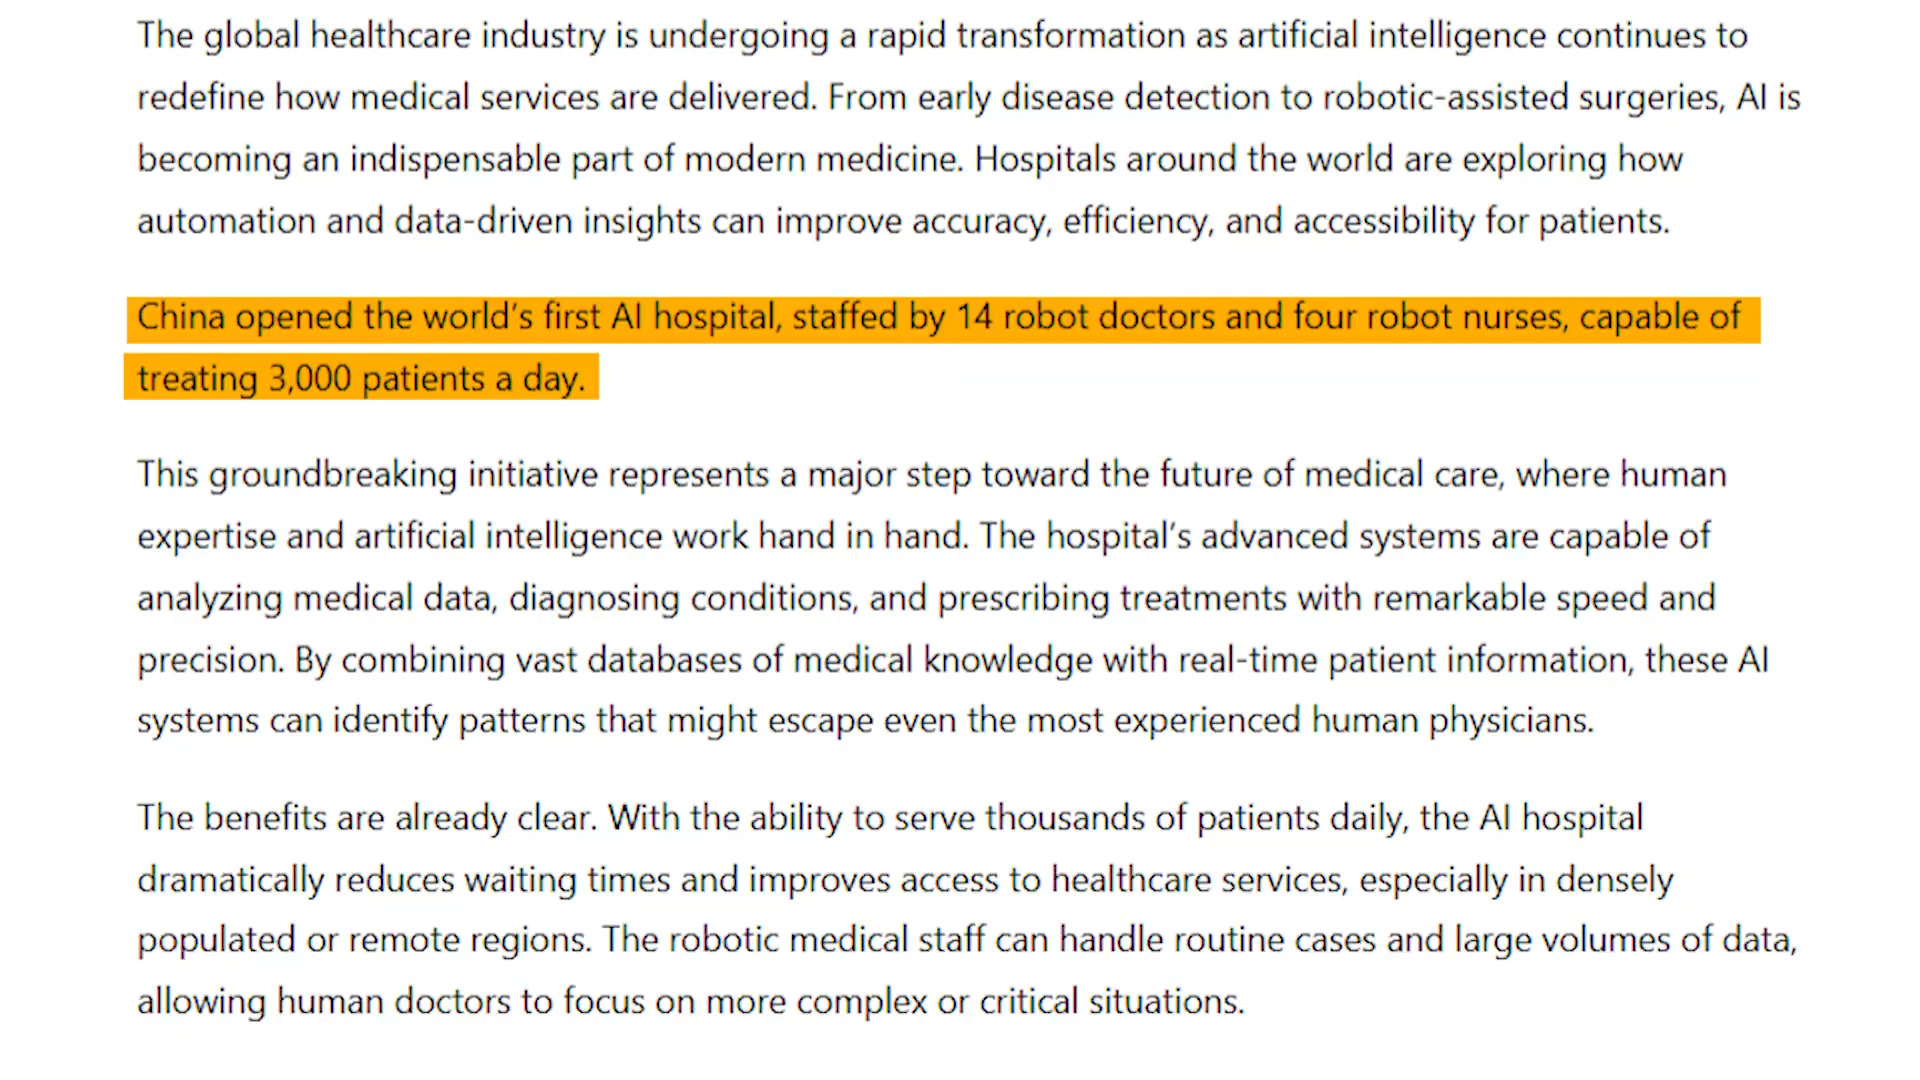 The global healthcare industry is undergoing a rapid transformation as artificial intelligence continues to
redefine how medical services are delivered. From early disease detection to robotic-assisted surgeries, AI is
becoming an indispensable part of modern medicine. Hospitals around the world are exploring how
automation and data-driven insights can improve accuracy, efficiency, and accessibility for patients.
China opened the world’s first AI hospital, staffed by 14 robot doctors and four robot nurses, capable of
treating 3,000 patients a day.
This groundbreaking initiative represents a major step toward the future of medical care, where human
expertise and artificial intelligence work hand in hand. The hospital’s advanced systems are capable of
analyzing medical data, diagnosing conditions, and prescribing treatments with remarkable speed and
precision. By combining vast databases of medical knowledge with real-time patient information, these AI
systems can identify patterns that might escape even the most experienced human physicians.
The benefits are already clear. With the ability to serve thousands of patients daily, the AI hospital
dramatically reduces waiting times and improves access to healthcare services, especially in densely
populated or remote regions. The robotic medical staff can handle routine cases and large volumes of data,
allowing human doctors to focus on more complex or critical situations.